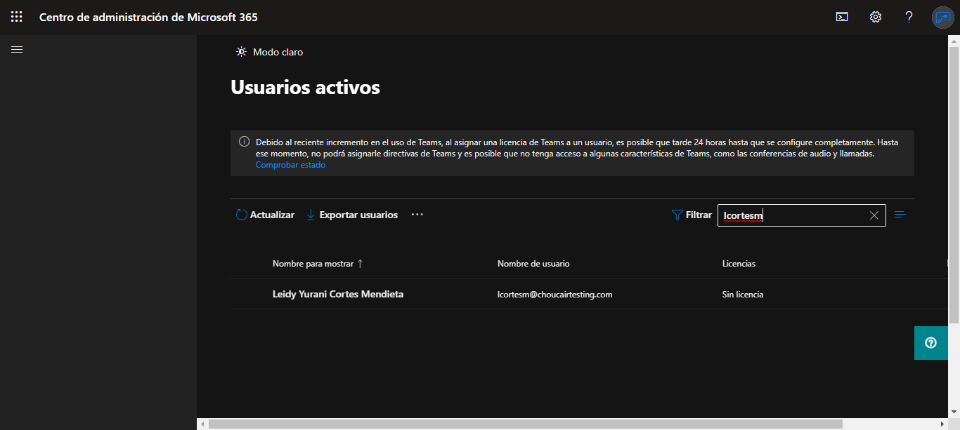 Centro de administración de Microsoft 365
Modo claro
Usuarios activos
Debido al reciente incremento en el uso de Teams, al asignar una licencia de Teams a un usuario, es posible que tarde 24 horas hasta que se configure completamente. Hasta
ese momento, no podrá asignarle directivas de Teams y es posible que no tenga acceso a algunas características de Teams, como las conferencias de audio y llamadas.
Comprobar estado
Actualizar Exportar usuarios ··· Filtrar lcortesm
Nombre para mostrar ↑ Nombre de usuario Licencias
Leidy Yurani Cortes Mendieta lcortesm@choucairtesting.com Sin licencia